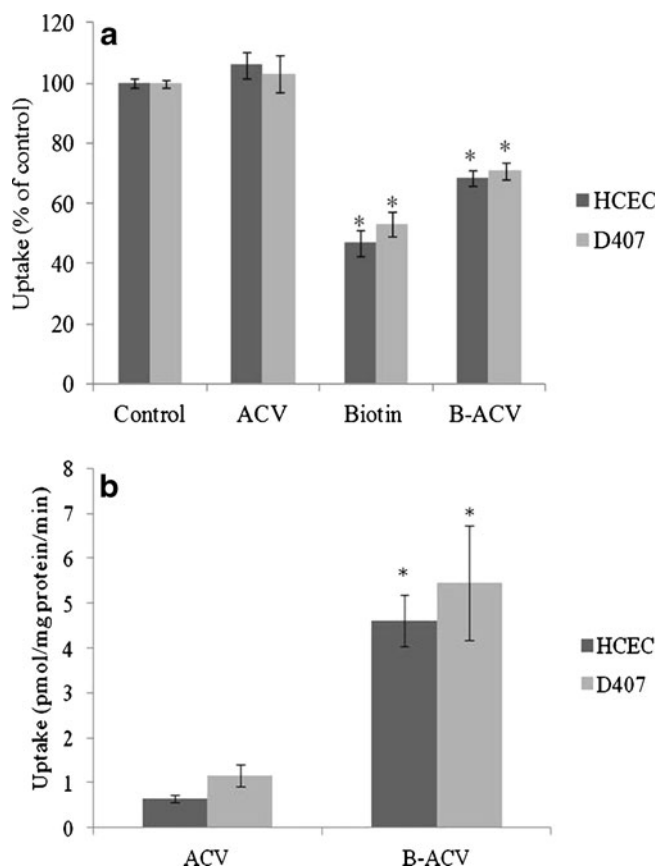 a
Uptake (% of control)
120
100
80
60
40
20
0
* * * *
Control ACV Biotin B-ACV
HCEC
D407
b
Uptake (pmol/mg protein/min)
8
7
6
5
4
3
2
1
0
* *
ACV B-ACV
HCEC
D407